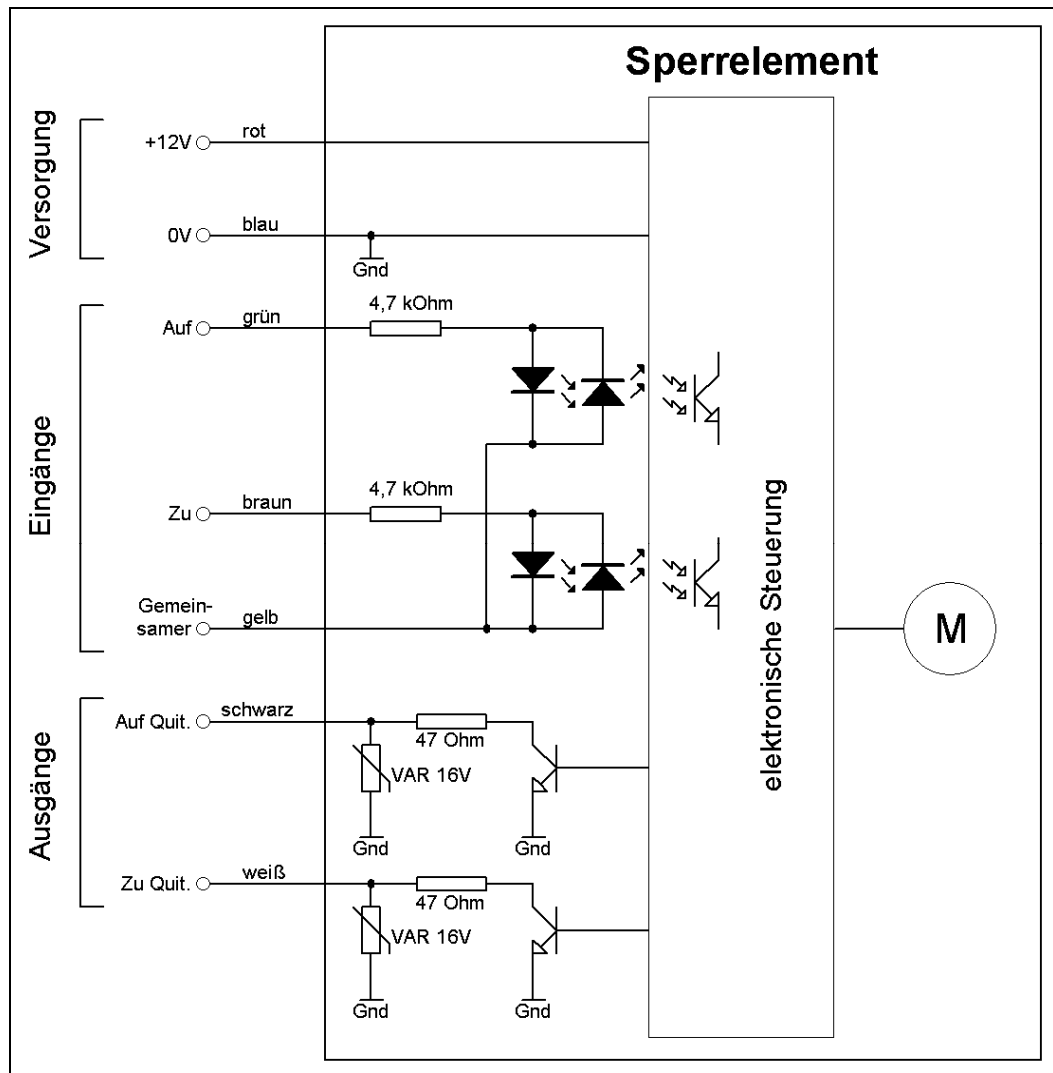 Sperrelement
Versorgung
+12V
rot
0V
blau
Gnd
Eingänge
Auf
grün
4,7 kOhm
Zu
braun
4,7 kOhm
Gemein-
samer
gelb
elektronische Steuerung
M
Ausgänge
Auf Quit.
schwarz
47 Ohm
VAR 16V
Gnd
Gnd
Zu Quit.
weiß
47 Ohm
VAR 16V
Gnd
Gnd